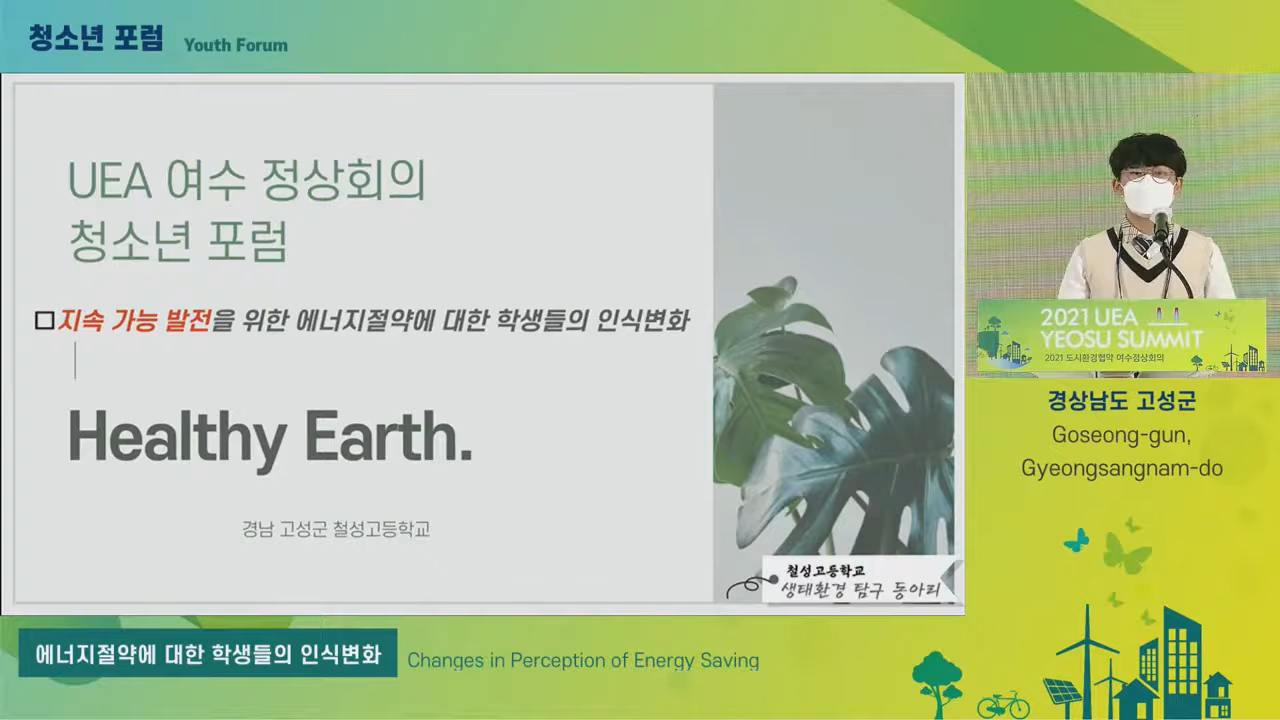 청소년 포럼 Youth Forum
UEA 여수 정상회의
청소년 포럼
지속 가능 발전을 위한 에너지절약에 대한 학생들의 인식변화
Healthy Earth.
경남 고성군 철성고등학교
철성고등학교
생태환경 탐구 동아리
2021 UEA
YEOSU SUMMIT
2021 도시환경협약 여수정상회의
경상남도 고성군
Goseong-gun,
Gyeongsangnam-do
에너지절약에 대한 학생들의 인식변화 Changes in Perception of Energy Saving